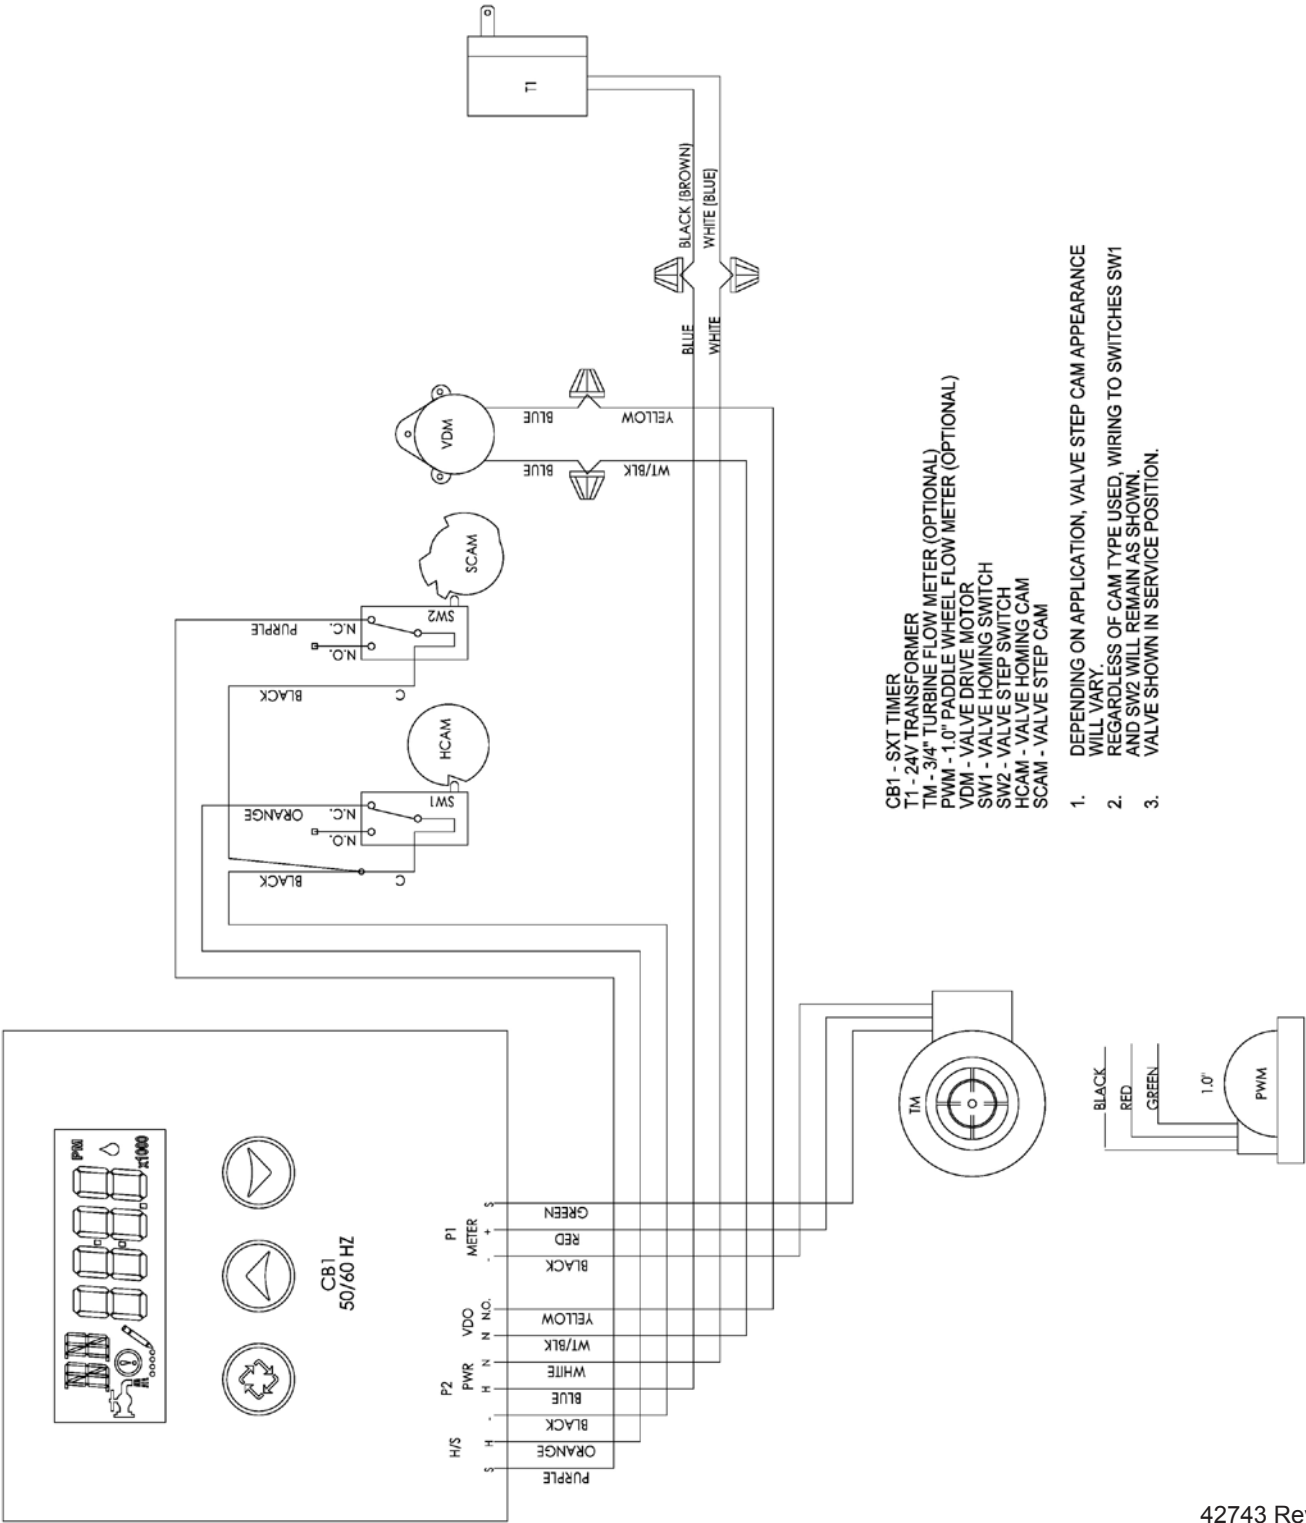 T1
BLACK (BROWN)
WHITE (BLUE)
BLUE
WHITE
VDM
BLUE
YELLOW
BLUE
WT/BLK
SCAM
SW2
N.C.
N.O.
PURPLE
BLACK
C
HCAM
SW1
N.C.
N.O.
ORANGE
BLACK
C
CB1 - SXT TIMER
T1 - 24V TRANSFORMER
TM - 3/4" TURBINE FLOW METER (OPTIONAL)
PWM - 1.0" PADDLE WHEEL FLOW METER (OPTIONAL)
VDM - VALVE DRIVE MOTOR
SW1 - VALVE HOMING SWITCH
SW2 - VALVE STEP SWITCH
HCAM - VALVE HOMING CAM
SCAM - VALVE STEP CAM
1. DEPENDING ON APPLICATION, VALVE STEP CAM APPEARANCE
WILL VARY.
2. REGARDLESS OF CAM TYPE USED, WIRING TO SWITCHES SW1
AND SW2 WILL REMAIN AS SHOWN.
3. VALVE SHOWN IN SERVICE POSITION.
PM
x1000
CB1
50/60 HZ
P1
METER
S
+
-
GREEN
RED
BLACK
VDO
N.O.
N
YELLOW
WT/BLK
P2
PWR
N
H
WHITE
BLUE
H/S
-
H
S
BLACK
ORANGE
PURPLE
TM
BLACK
RED
GREEN
1.0"
PWM
42743 Re